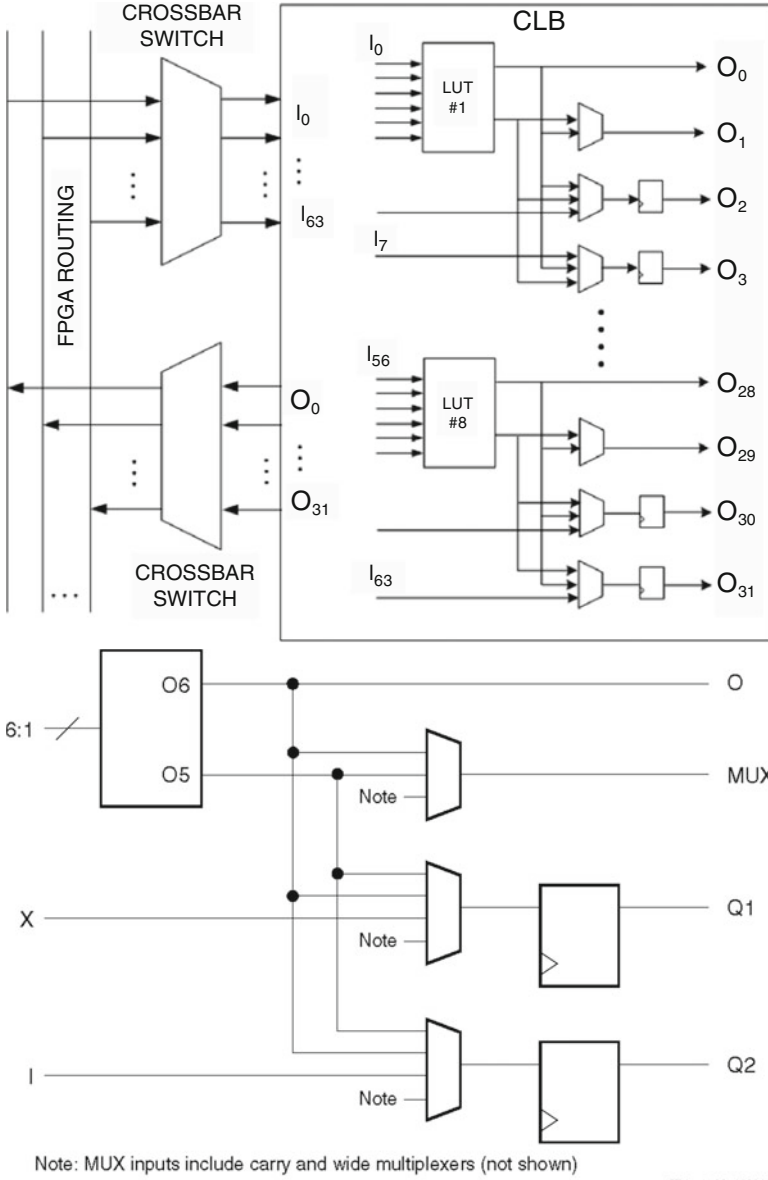 CROSSBAR
SWITCH
CLB
I0
I63
FPGA ROUTING
O0
O31
CROSSBAR
SWITCH
...
I0
LUT
#1
O0
O1
O2
I7
O3
I56
LUT
#8
O28
O29
O30
I63
O31
6:1
O6
O5
O
Note
MUX
X
Note
Q1
I
Note
Q2
Note: MUX inputs include carry and wide multiplexers (not shown)